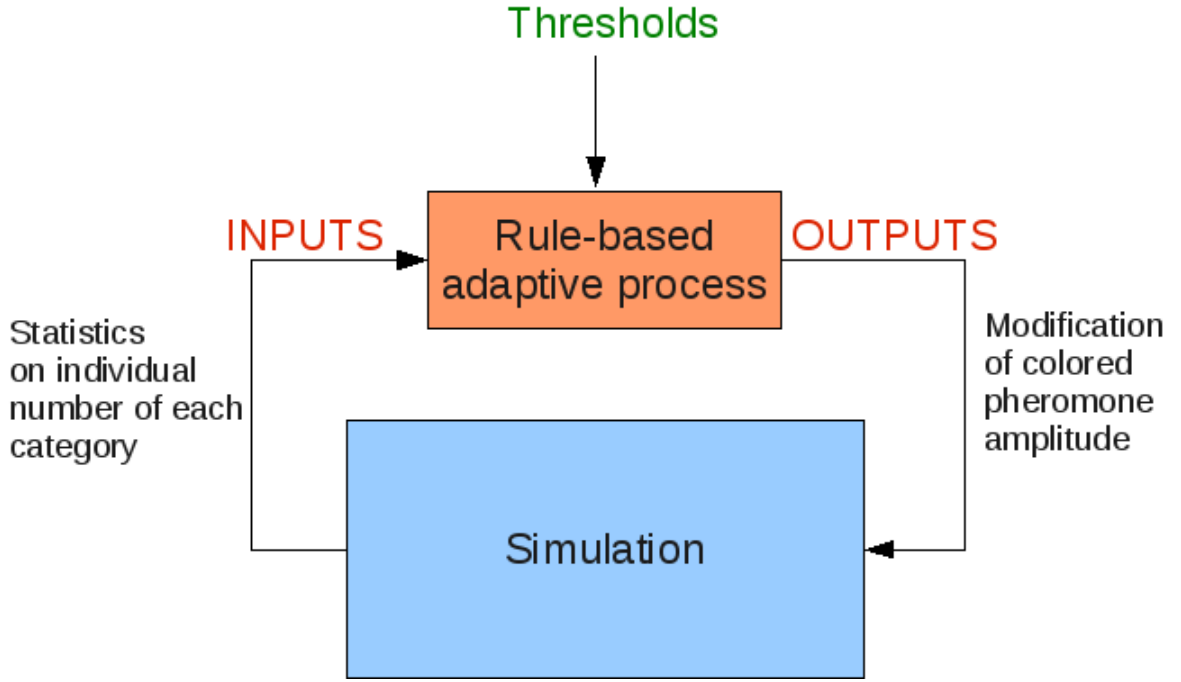 Thresholds
INPUTS
Rule-based
adaptive process
OUTPUTS
Statistics
on individual
number of each
category
Modification
of colored
pheromone
amplitude
Simulation